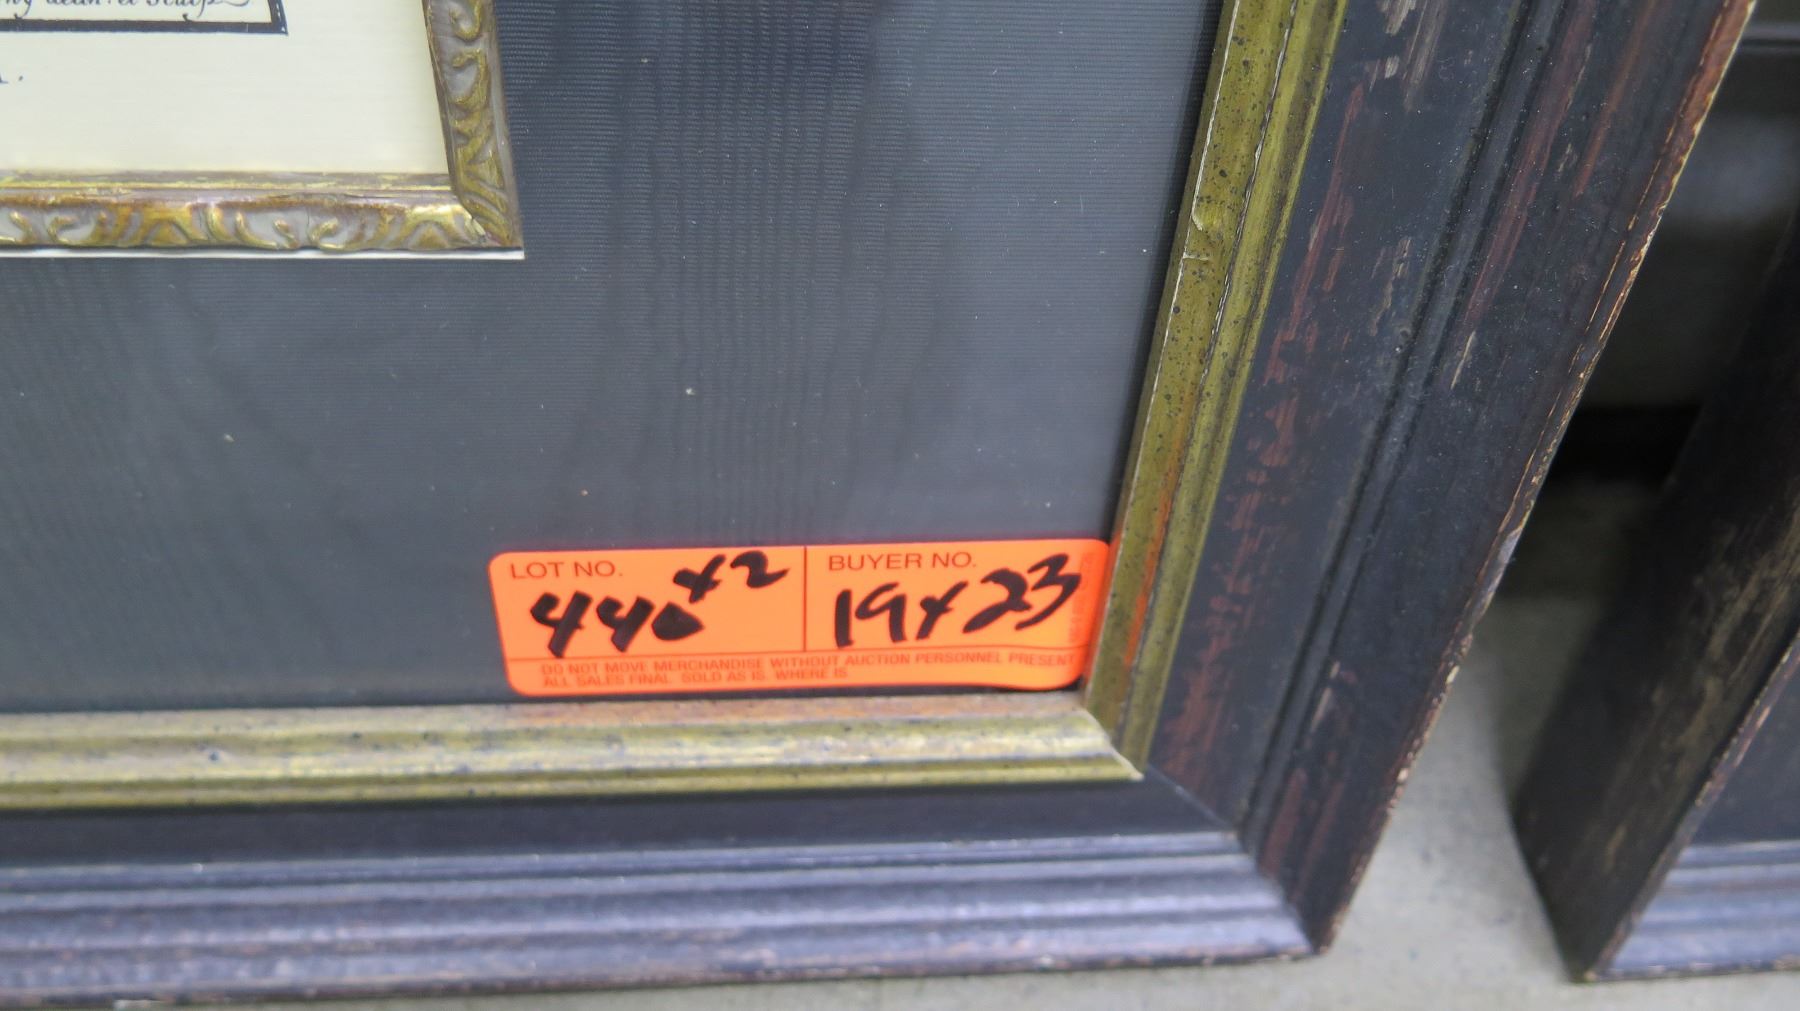 LOT NO. x2 BUYER NO.
440 19x23
DO NOT MOVE MERCHANDISE WITHOUT AUCTION PERSONNEL PRESENT
ALL SALES FINAL. SOLD AS IS. WHERE IS